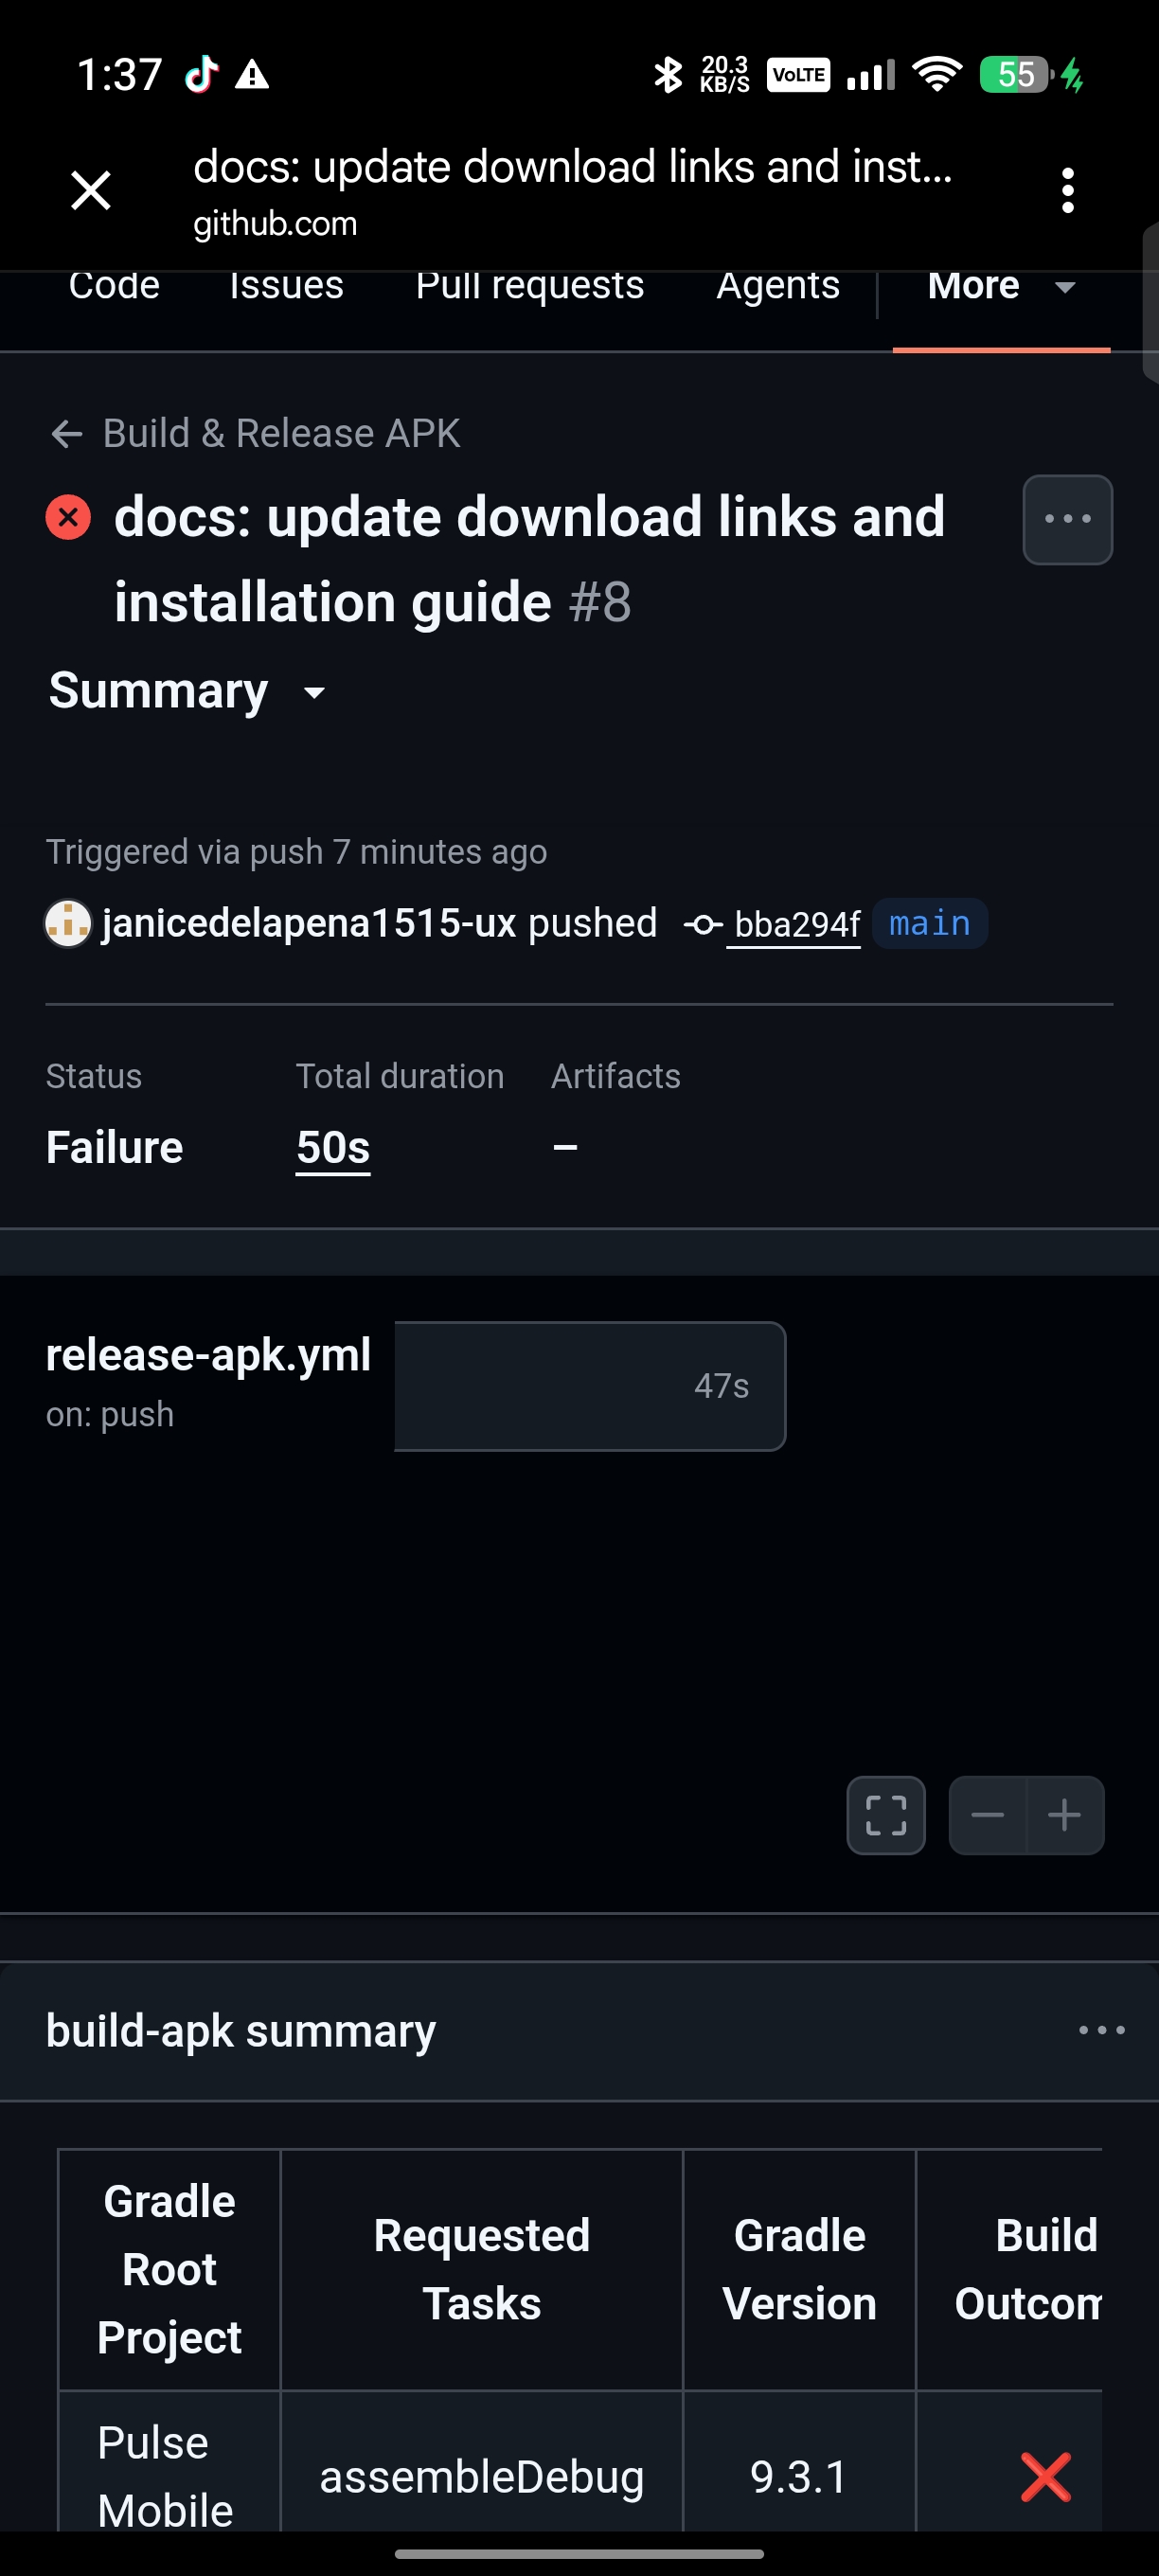 1:37
20.3
KB/S
VoLTE
55
docs: update download links and inst...
github.com
Code Issues Pull requests Agents More
Build & Release APK
docs: update download links and
installation guide #8
Summary
Triggered via push 7 minutes ago
janicedelapena1515-ux pushed bba294f main
Status Total duration Artifacts
Failure 50s –
release-apk.yml
47s
on: push
build-apk summary
Gradle
Root
Project
Requested
Tasks
Gradle
Version
Build
Outcom
Pulse
Mobile
assembleDebug
9.3.1